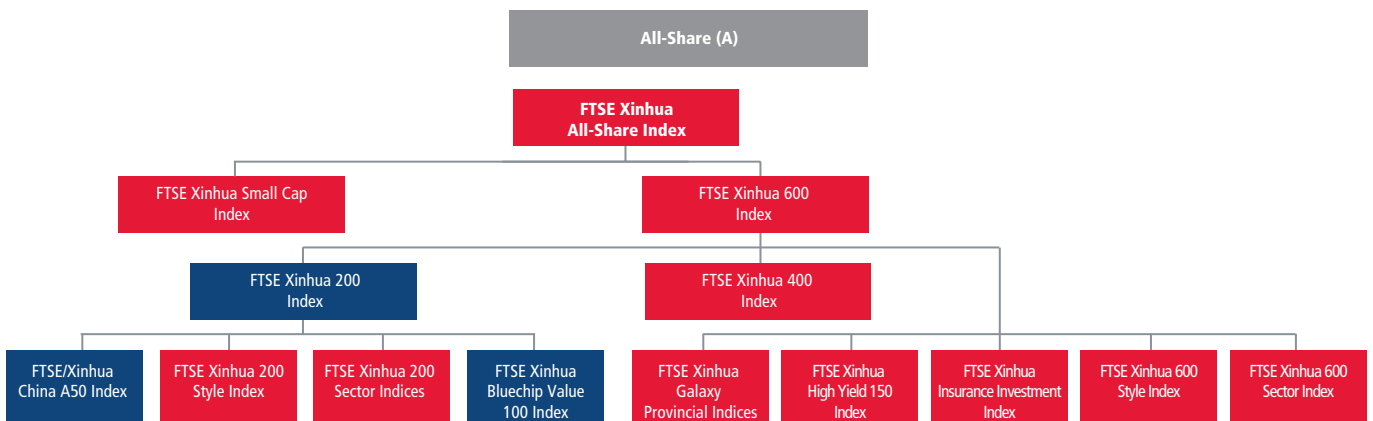 All-Share (A)
FTSE Xinhua
All-Share Index
FTSE Xinhua Small Cap
Index
FTSE Xinhua 600
Index
FTSE Xinhua 200
Index
FTSE Xinhua 400
Index
FTSE/Xinhua
China A50 Index
FTSE Xinhua 200
Style Index
FTSE Xinhua 200
Sector Indices
FTSE Xinhua
Bluechip Value
100 Index
FTSE Xinhua
Galaxy
Provincial Indices
FTSE Xinhua
High Yield 150
Index
FTSE Xinhua
Insurance Investment
Index
FTSE Xinhua 600
Style Index
FTSE Xinhua 600
Sector Index